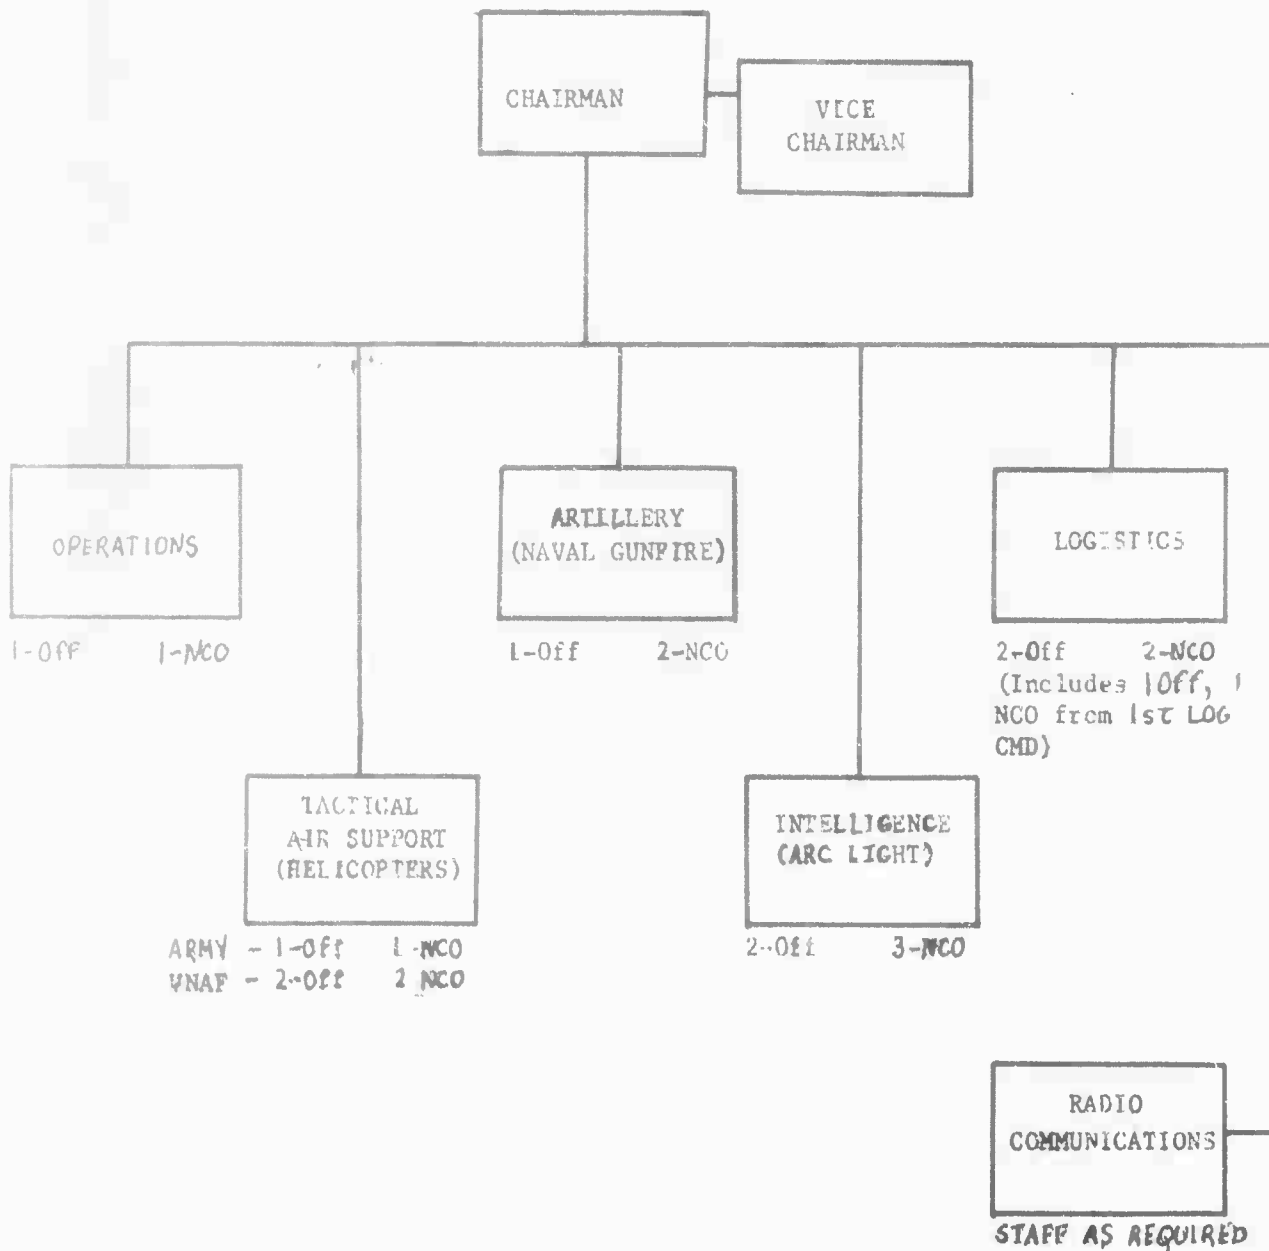 CHAIRMAN
VICE
CHAIRMAN
OPERATIONS
1-Off 1-NCO
ARTILLERY
(NAVAL GUNFIRE)
1-Off 2-NCO
LOGISTICS
2-Off 2-NCO
(Includes 1Off, 1
NCO from 1st LOG
CMD)
TACTICAL
AIR SUPPORT
(HELICOPTERS)
ARMY - 1-Off 1-NCO
VNAF - 2-Off 2 NCO
INTELLIGENCE
(ARC LIGHT)
2-Off 3-NCO
RADIO
COMMUNICATIONS
STAFF AS REQUIRED